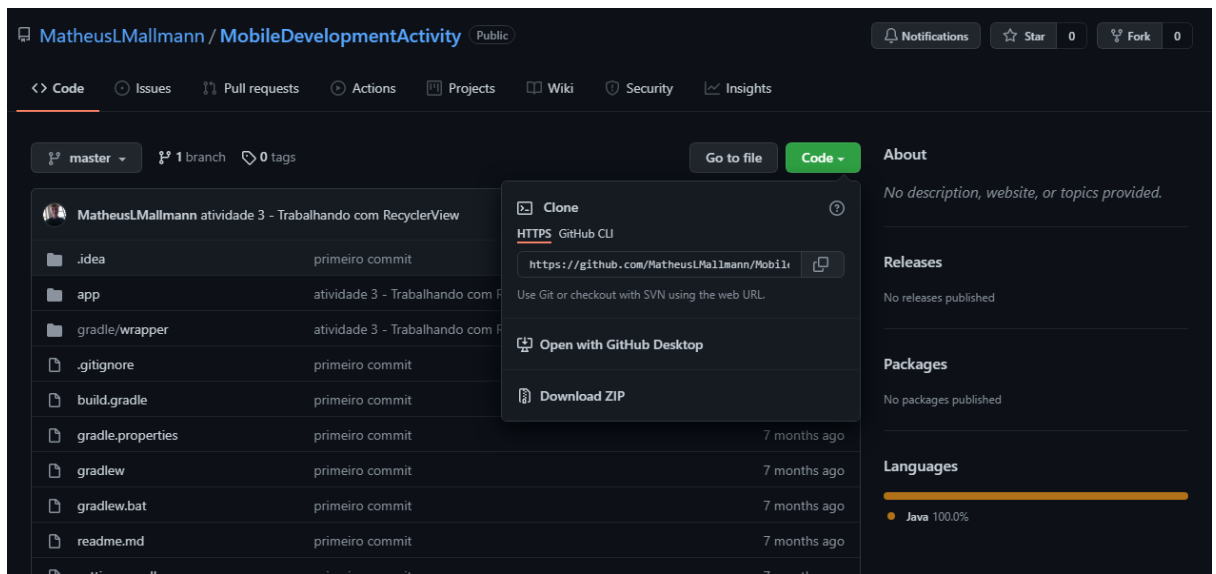 MatheusLMallmann / MobileDevelopmentActivity Public
Notifications Star 0 Fork 0
<> Code Issues Pull requests Actions Projects Wiki Security Insights
master 1 branch 0 tags Go to file Code
MatheusLMallmann atividade 3 - Trabalhando com RecyclerView
.idea primeiro commit
app atividade 3 - Trabalhando com
gradle/wrapper atividade 3 - Trabalhando com
.gitignore primeiro commit
build.gradle primeiro commit
gradle.properties primeiro commit 7 months ago
gradlew primeiro commit 7 months ago
gradlew.bat primeiro commit 7 months ago
readme.md primeiro commit 7 months ago
Clone
HTTPS GitHub CLI
https://github.com/MatheusLMallmann/Mobile
Use Git or checkout with SVN using the web URL.
Open with GitHub Desktop
Download ZIP
About
No description, website, or topics provided.
Releases
No releases published
Packages
No packages published
Languages
Java 100.0%